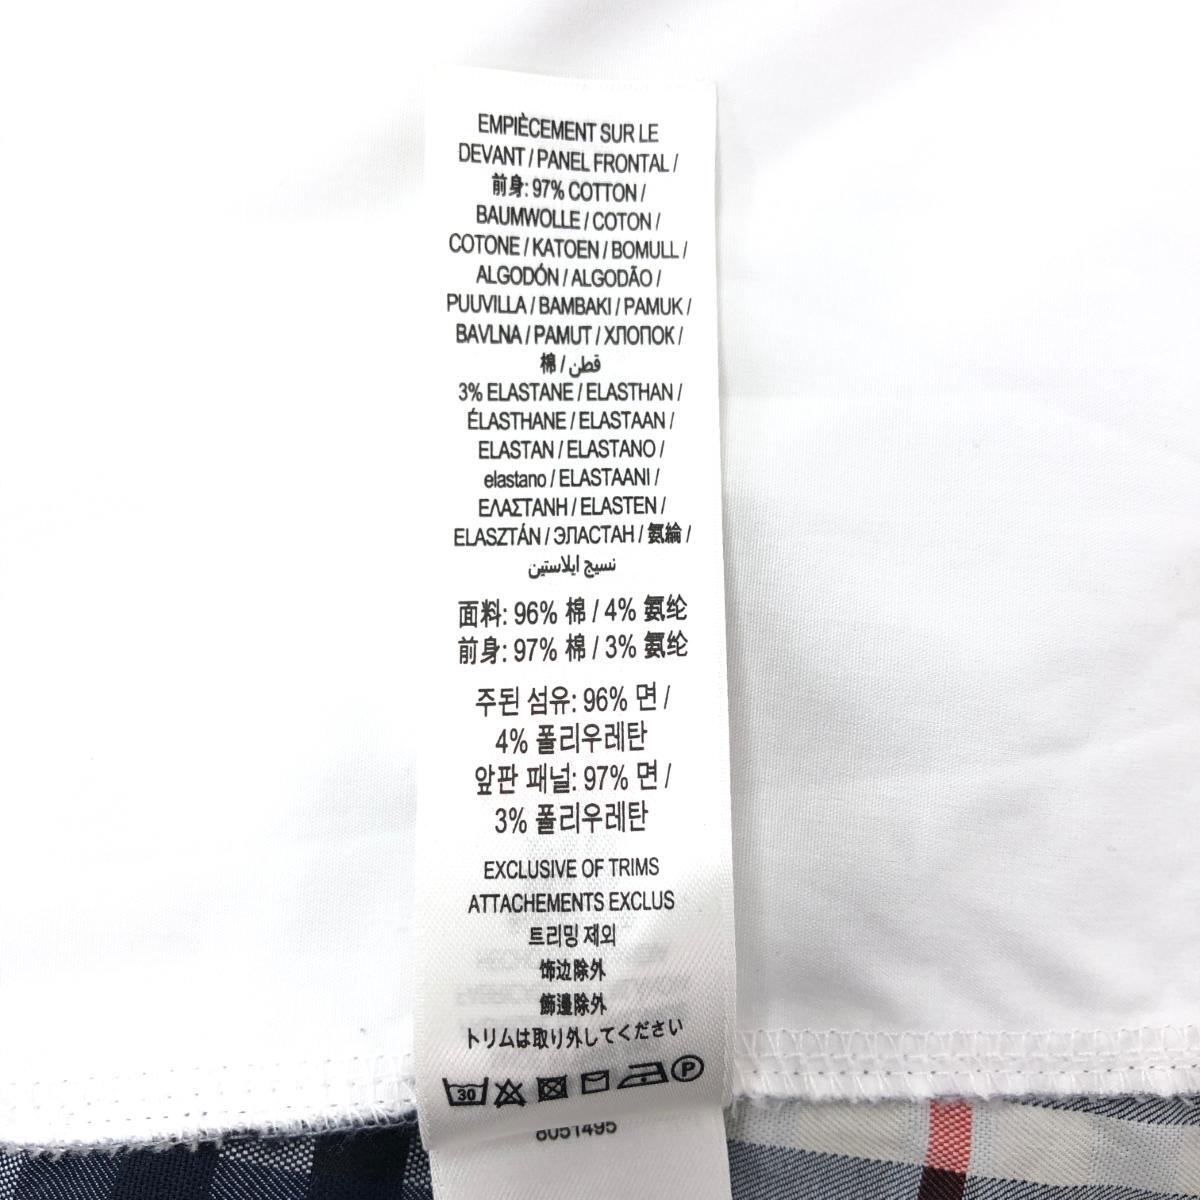 EMPIÈCEMENT SUR LE
DEVANT / PANEL FRONTAL /
前身: 97% COTTON /
BAUMWOLLE / COTON /
COTONE / KATOEN / BOMULL /
ALGODÓN / ALGODÃO /
PUUVILLA / BAMBAKI / PAMUK /
BAVLNA / PAMUT / ХЛОПОК /
棉 / قطن
3% ELASTANE / ELASTHAN /
ÉLASTHANE / ELASTAAN /
ELASTAN / ELASTANO /
elastano / ELASTAANI /
ΕΛΑΣΤΑΝΗ / ELASTEN /
ELASZTÁN / ЭЛАСТАН / 氨綸 /
نسيج ايلاستين
面料: 96% 棉 / 4% 氨纶
前身: 97% 棉 / 3% 氨纶
주된 섬유: 96% 면 /
4% 폴리우레탄
앞판 패널: 97% 면 /
3% 폴리우레탄
EXCLUSIVE OF TRIMS
ATTACHEMENTS EXCLUS
트리밍 제외
饰边除外
飾邊除外
トリムは取り外してください
30 P
8051495